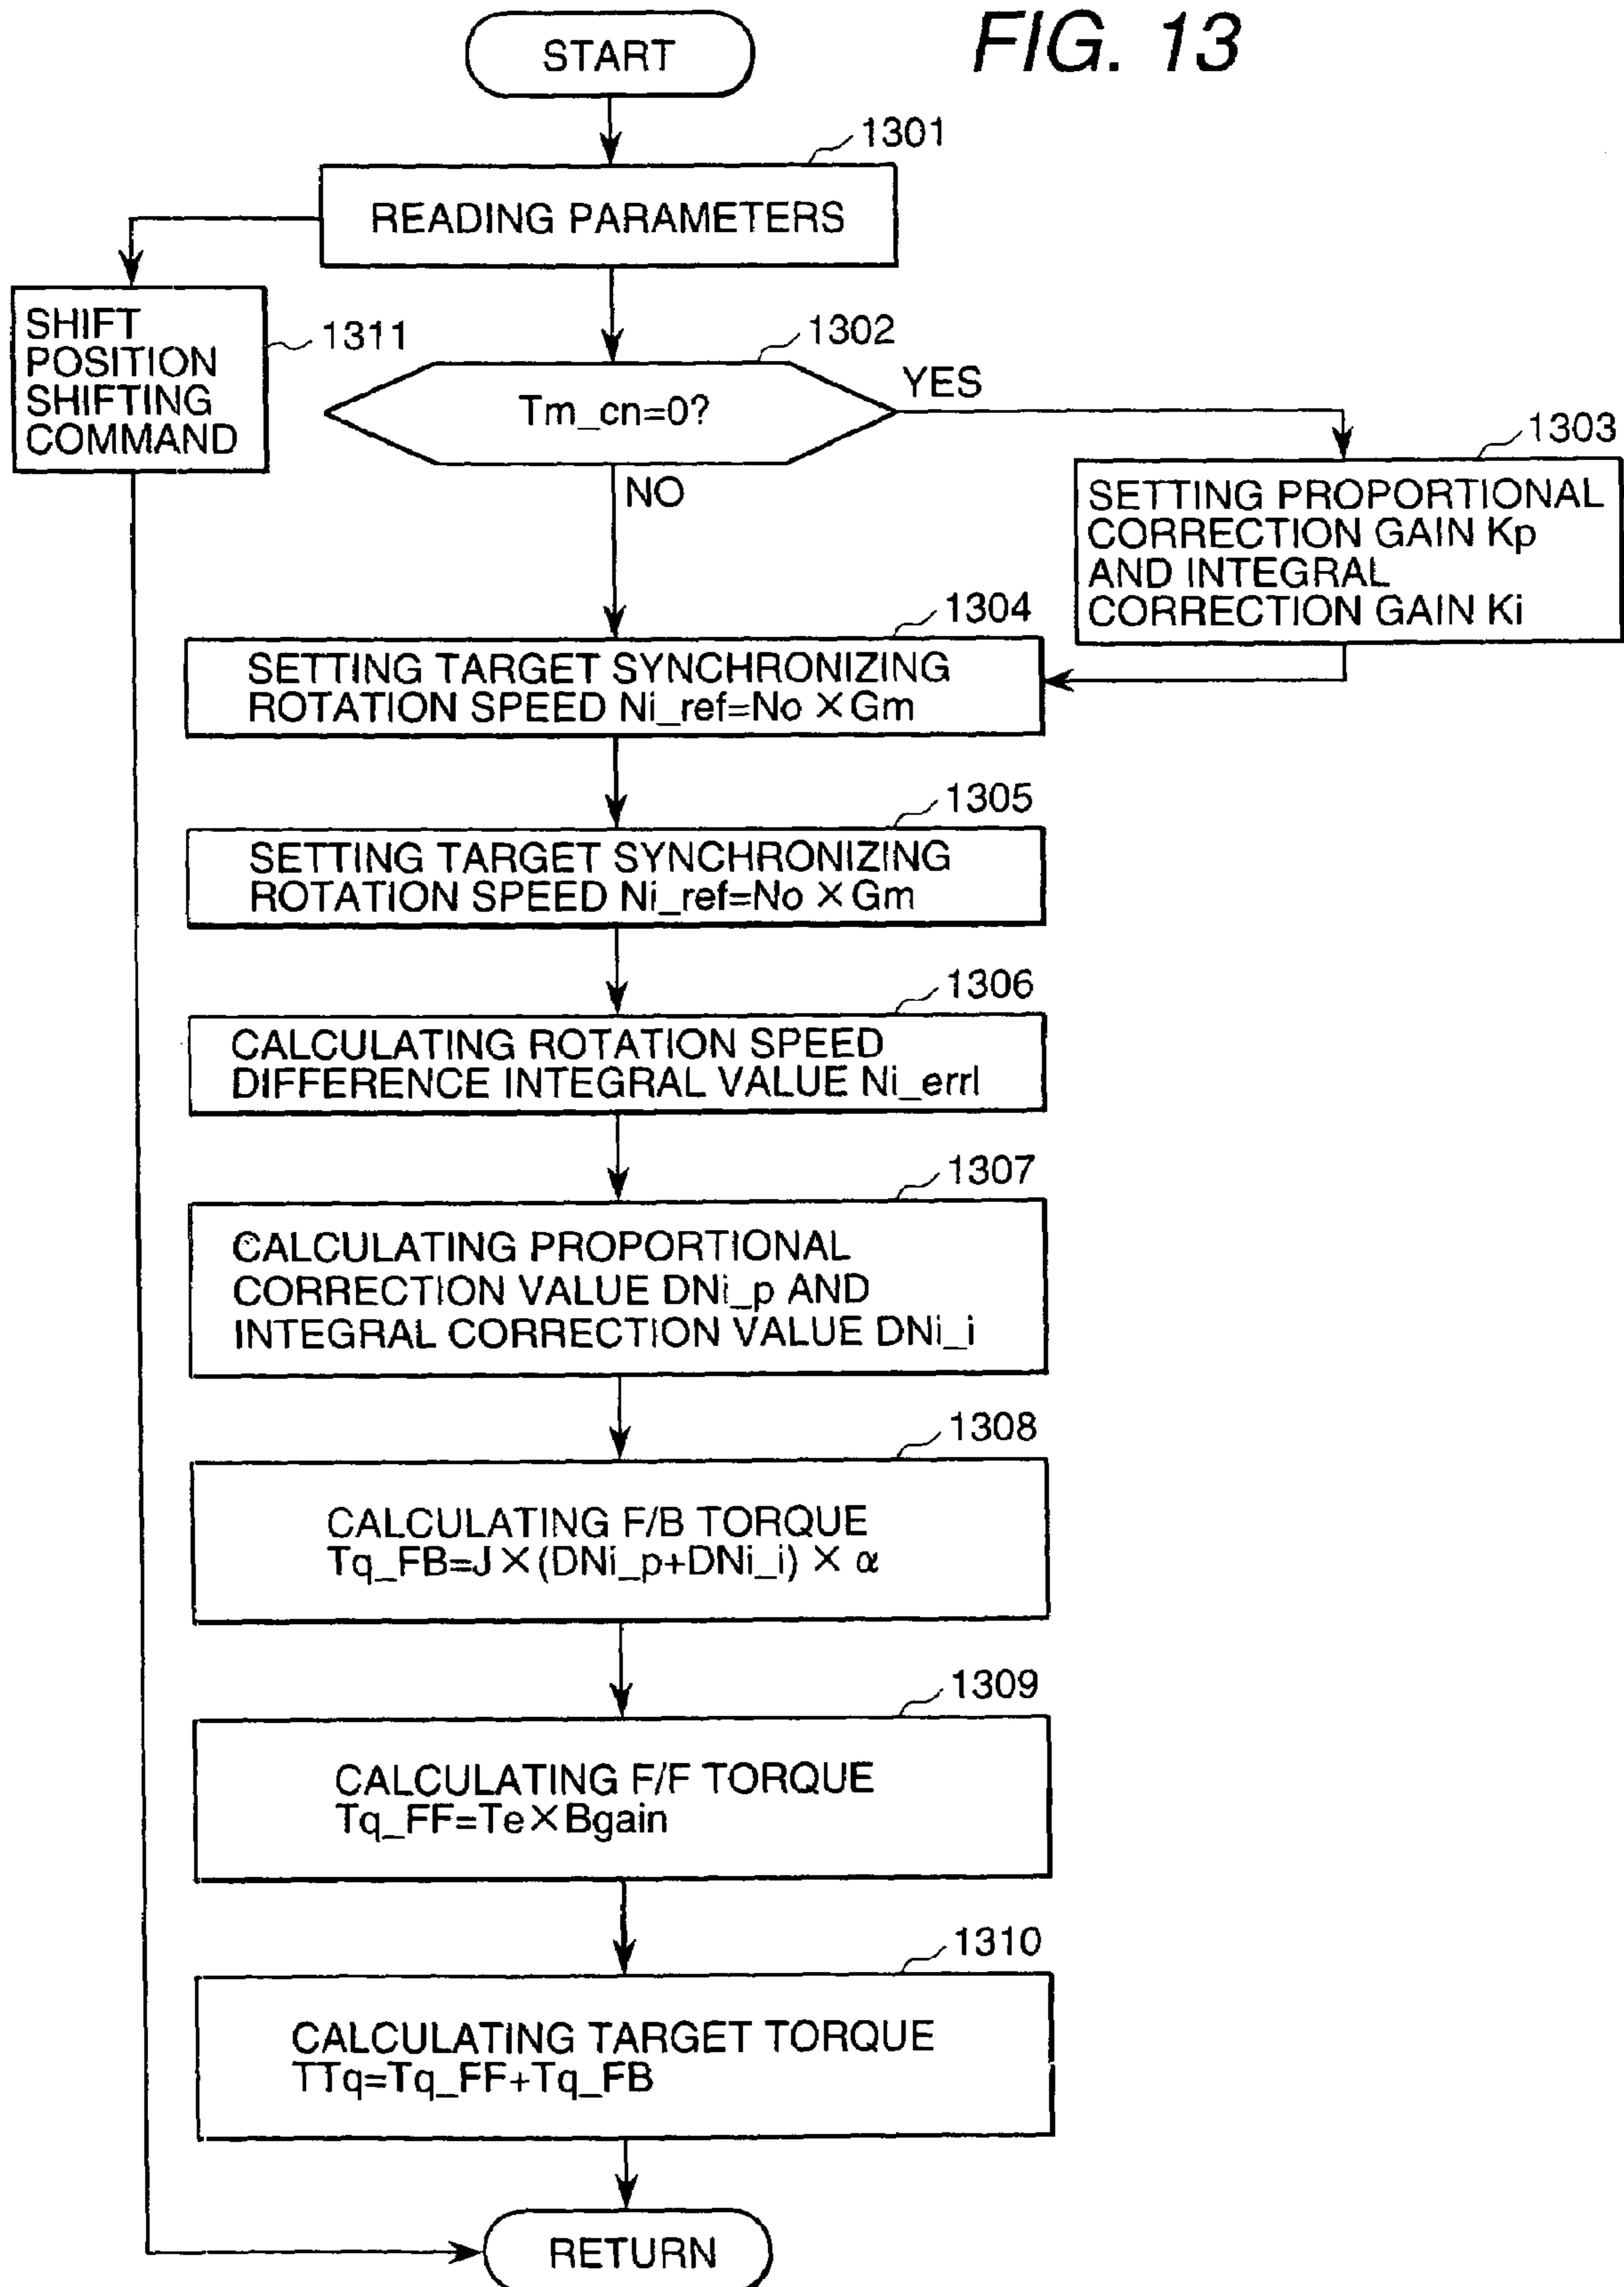 FIG. 13
START
1301
READING PARAMETERS
SHIFT
POSITION
SHIFTING
COMMAND
1311
1302
Tm_cn=0?
YES
NO
1303
SETTING PROPORTIONAL
CORRECTION GAIN Kp
AND INTEGRAL
CORRECTION GAIN Ki
1304
SETTING TARGET SYNCHRONIZING
ROTATION SPEED Ni_ref=No×Gm
1305
SETTING TARGET SYNCHRONIZING
ROTATION SPEED Ni_ref=No×Gm
1306
CALCULATING ROTATION SPEED
DIFFERENCE INTEGRAL VALUE Ni_errI
1307
CALCULATING PROPORTIONAL
CORRECTION VALUE DNi_p AND
INTEGRAL CORRECTION VALUE DNi_i
1308
CALCULATING F/B TORQUE
Tq_FB=J×(DNi_p+DNi_i)×α
1309
CALCULATING F/F TORQUE
Tq_FF=Te×Bgain
1310
CALCULATING TARGET TORQUE
TTq=Tq_FF+Tq_FB
RETURN